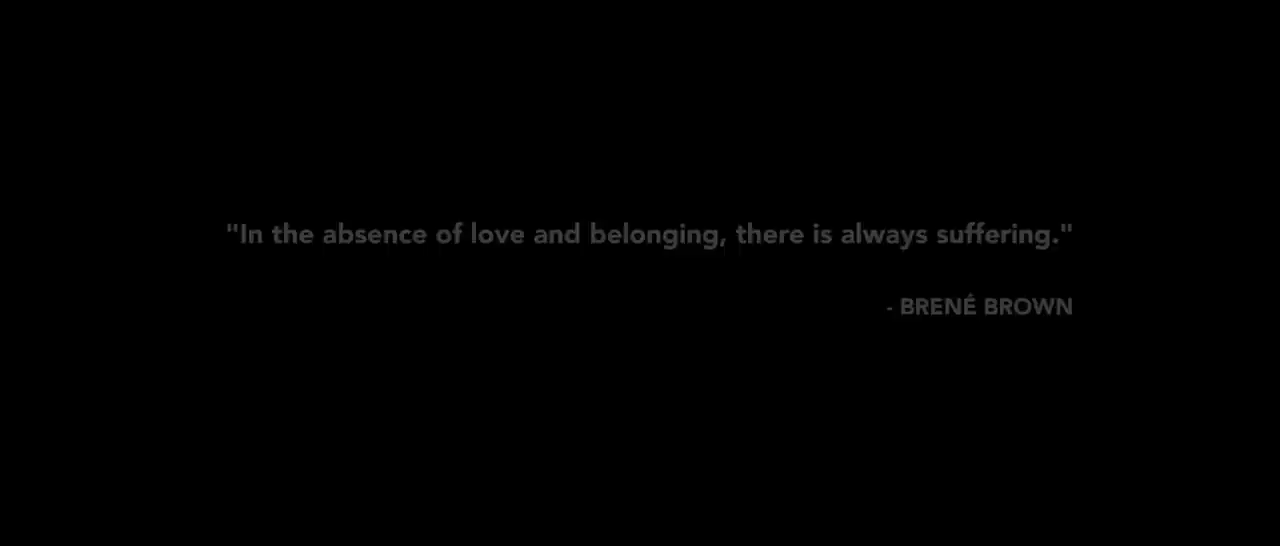 "In the absence of love and belonging, there is always suffering."
- BRENÉ BROWN